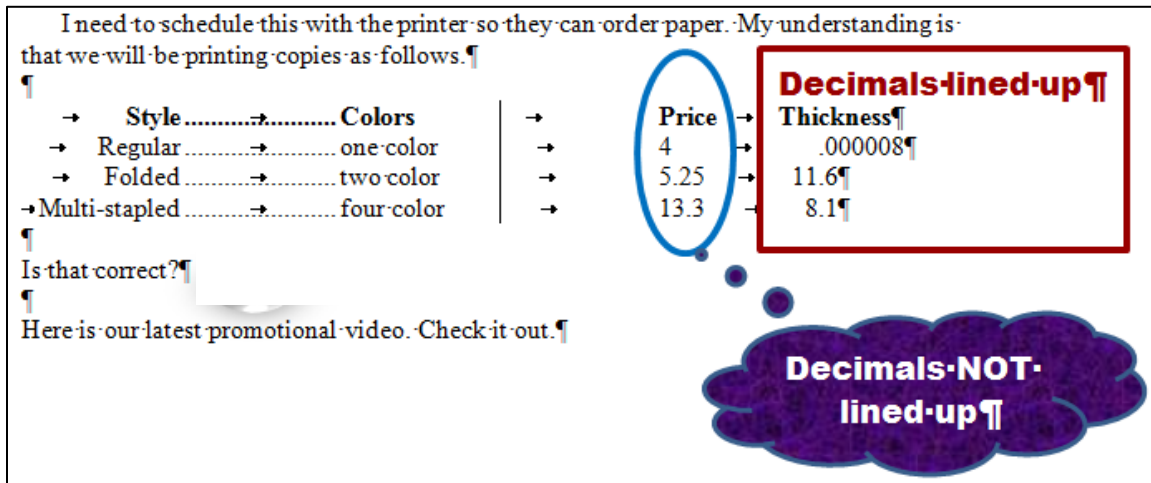 I need to schedule this with the printer so they can order paper. My understanding is
that we will be printing copies as follows.¶
¶
→ Style............→............ Colors | → Price → Thickness¶
→ Regular............→............ one color | → 4 → .000008¶
→ Folded............→............ two color | → 5.25 → 11.6¶
→ Multi-stapled............→............ four color | → 13.3 → 8.1¶
¶
Is that correct?¶
¶
Here is our latest promotional video. Check it out.¶
Decimals lined up¶
Decimals NOT
lined up¶